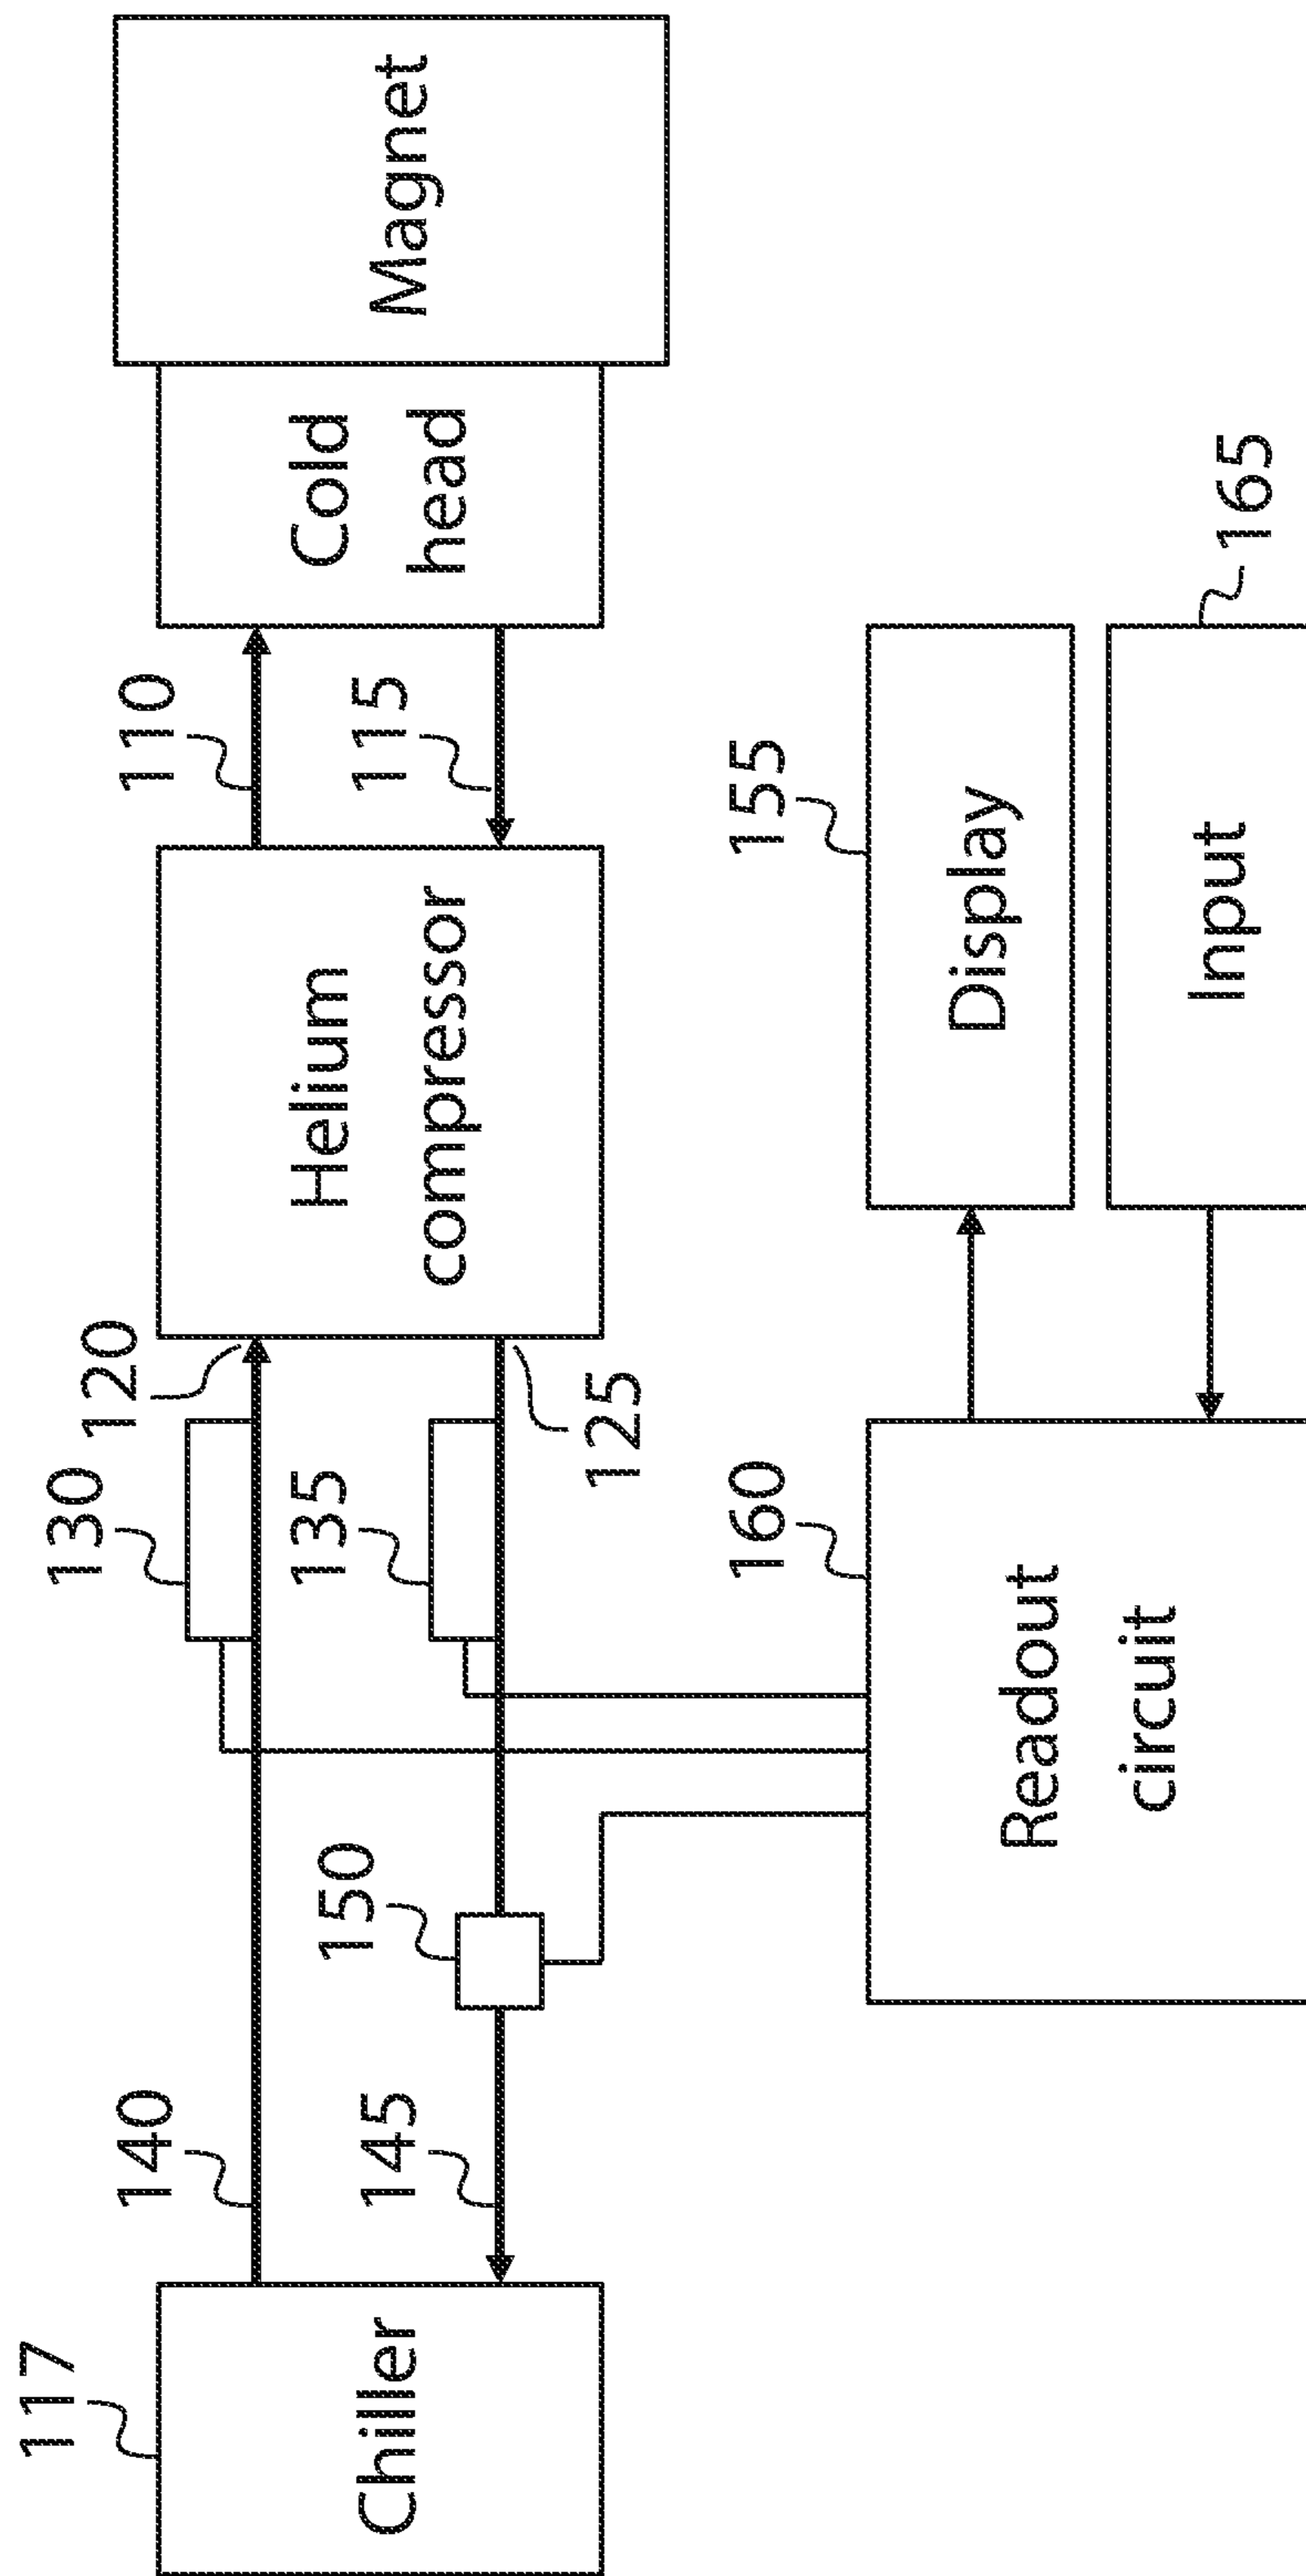 117
Chiller
140
145
150
130
135
120
125
Helium
compressor
110
115
Cold
head
Magnet
160
Readout
circuit
155
Display
Input
165